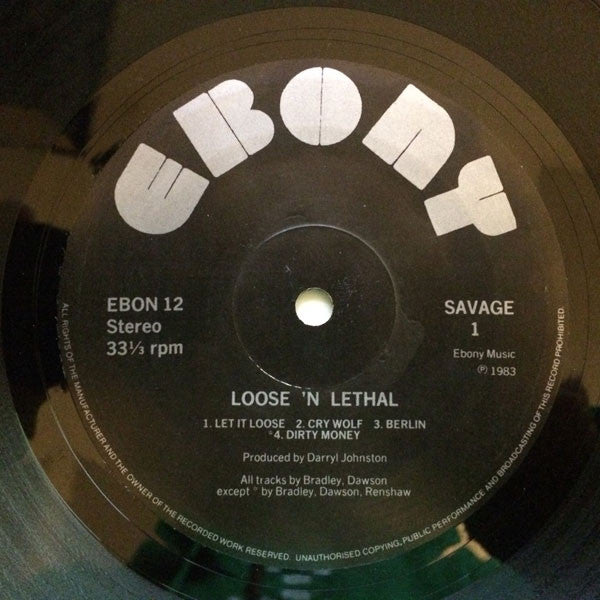 EBONY
EBON 12
Stereo
33⅓ rpm
SAVAGE
1
Ebony Music
℗ 1983
LOOSE 'N LETHAL
1. LET IT LOOSE 2. CRY WOLF 3. BERLIN
*4. DIRTY MONEY
Produced by Darryl Johnston
All tracks by Bradley, Dawson
except * by Bradley, Dawson, Renshaw
ALL RIGHTS OF THE MANUFACTURER AND THE OWNER OF THE RECORDED WORK RESERVED. UNAUTHORISED COPYING, PUBLIC PERFORMANCE AND BROADCASTING OF THIS RECORD PROHIBITED.